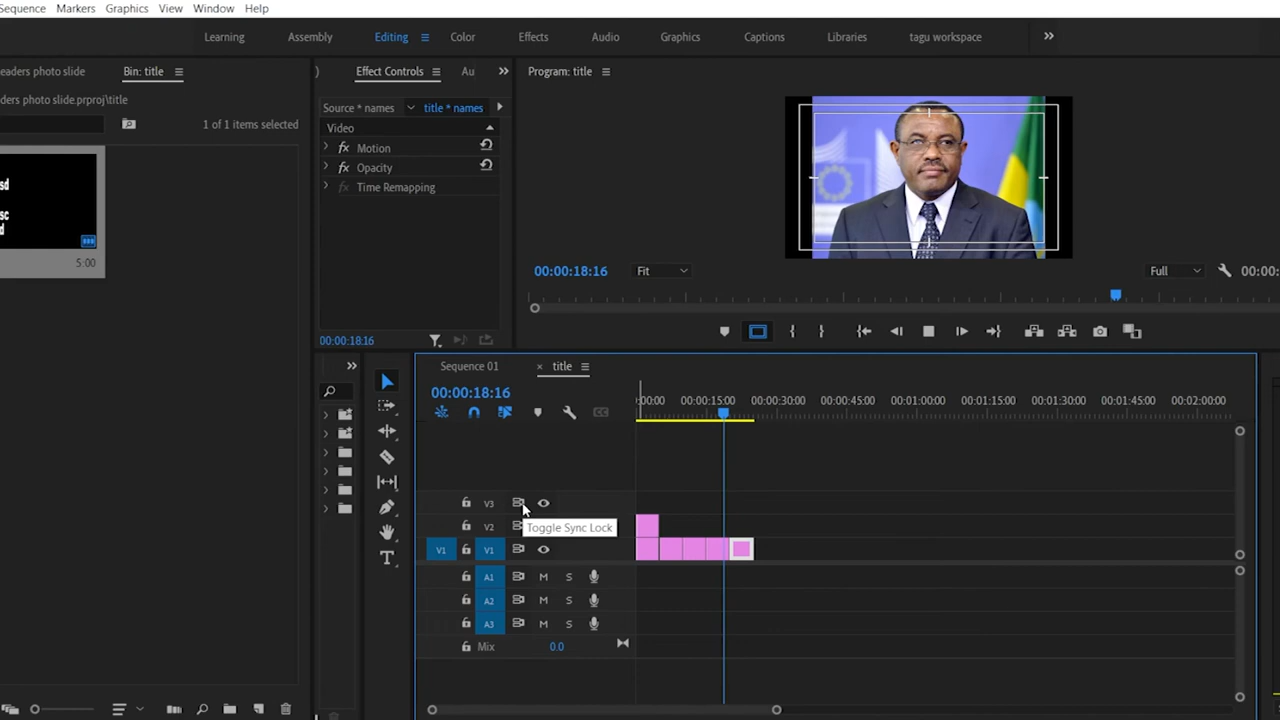 Sequence Markers Graphics View Window Help
Learning Assembly Editing Color Effects Audio Graphics Captions Libraries tagu workspace
eaders photo slide Bin: title Effect Controls Au Program: title
ders photo slide.prproj\title Source * names title * names
1 of 1 items selected
Video
Motion
Opacity
Time Remapping
sd
sc
d
5:00
00:00:18:16 Fit Full 00:00:
00:00:18:16
Sequence 01 × title
00:00:18:16
:00:00 00:00:15:00 00:00:30:00 00:00:45:00 00:01:00:00 00:01:15:00 00:01:30:00 00:01:45:00 00:02:00:00
V3
V2 Toggle Sync Lock
V1 V1
A1 M S
A2 M S
A3 M S
Mix 0.0